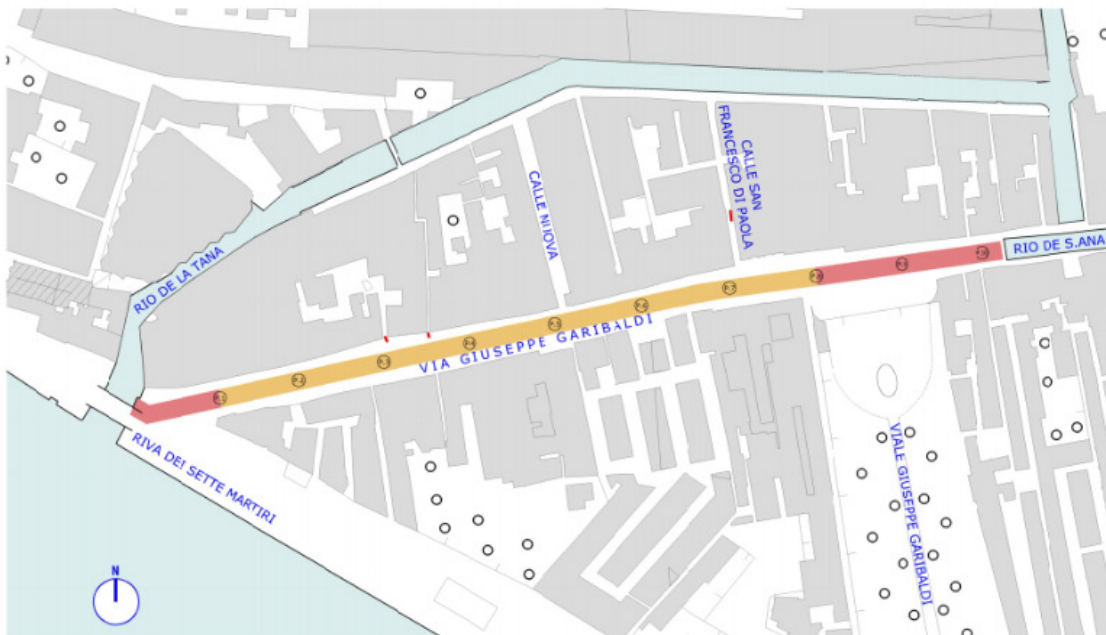 CALLE SAN
FRANCESCO DI PAOLA
CALLE NUOVA
RIO DE LA TANA
RIO DE S.ANA
VIA GIUSEPPE GARIBALDI
RIVA DEI SETTE MARTIRI
VIALE GIUSEPPE GARIBALDI
N